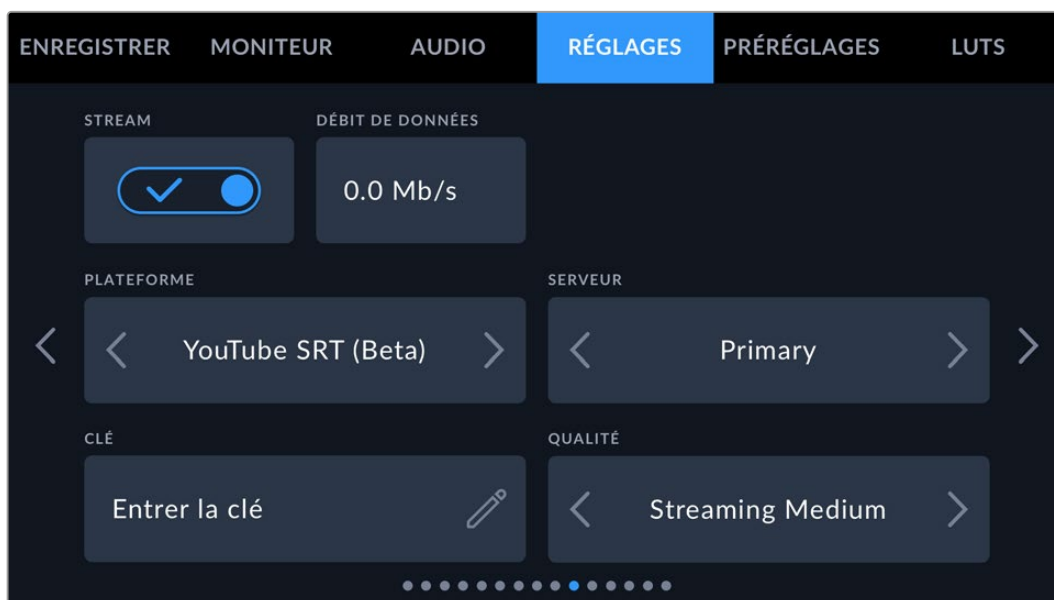 ENREGISTRER MONITEUR AUDIO RÉGLAGES PRÉRÉGLAGES LUTS
STREAM DÉBIT DE DONNÉES
0.0 Mb/s
PLATEFORME SERVEUR
YouTube SRT (Beta) Primary
CLÉ QUALITÉ
Entrer la clé Streaming Medium